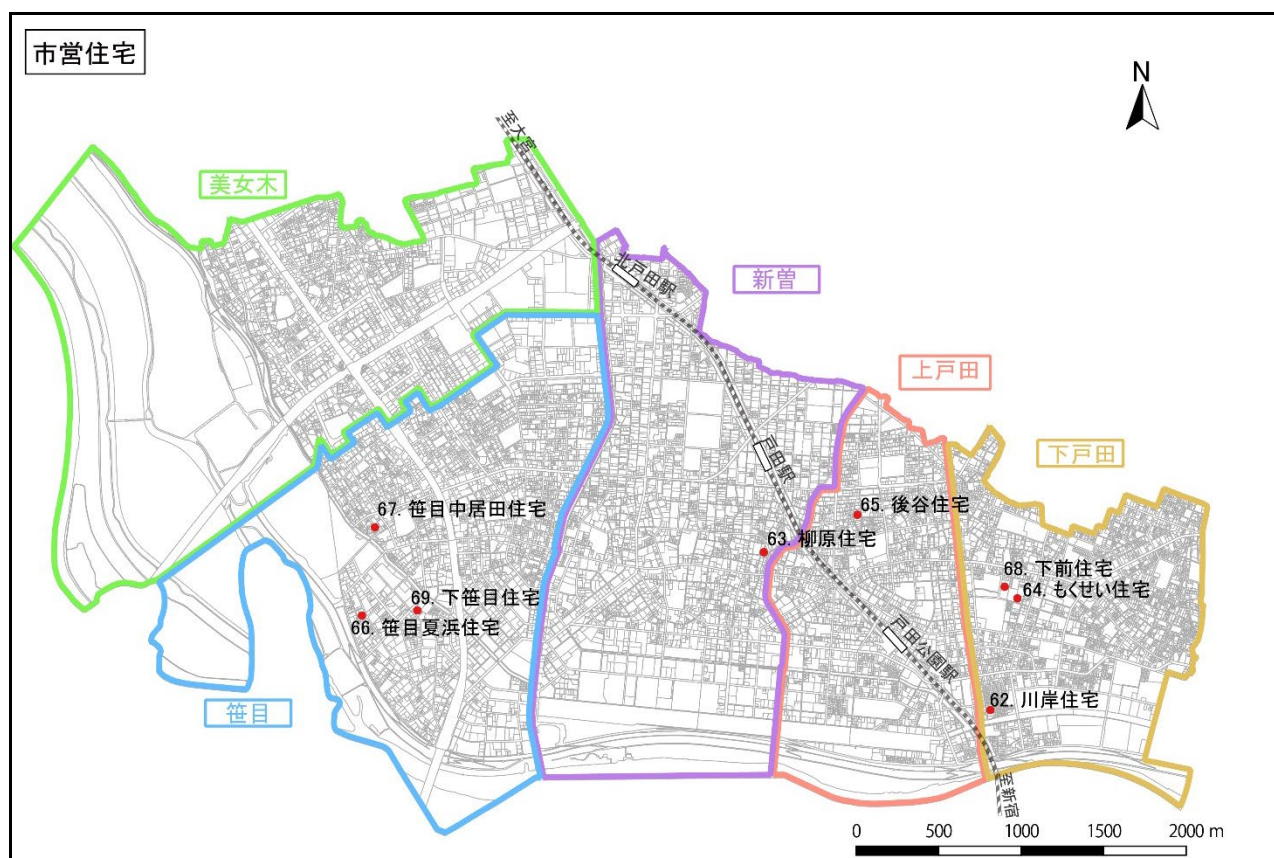 市営住宅
N
至大宮
美女木
北戸田駅
新曽
上戸田
下戸田
戸田駅
65. 後谷住宅
67. 笹目中居田住宅
63. 柳原住宅
68. 下前住宅
64. もくせい住宅
69. 下笹目住宅
66. 笹目夏浜住宅
戸田公園駅
笹目
62. 川岸住宅
至新宿
0 500 1000 1500 2000 m